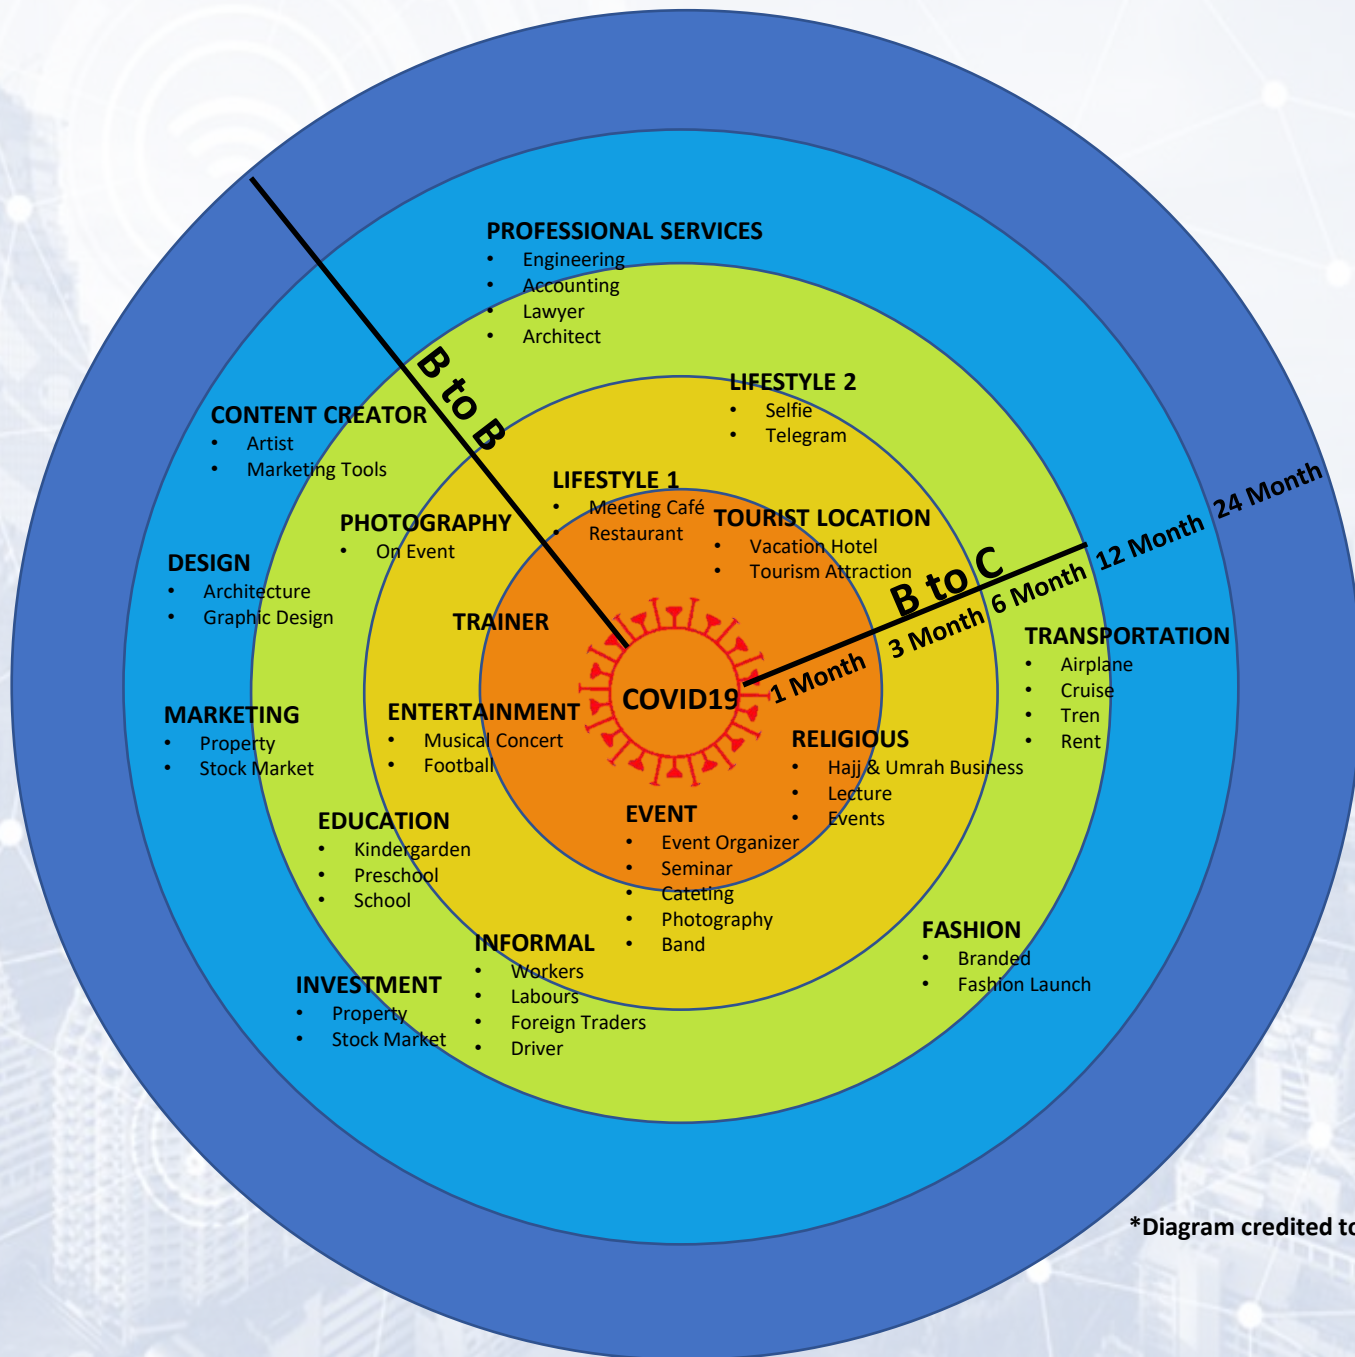 PROFESSIONAL SERVICES
• Engineering
• Accounting
• Lawyer
• Architect
B to B
LIFESTYLE 2
• Selfie
• Telegram
CONTENT CREATOR
• Artist
• Marketing Tools
LIFESTYLE 1
• Meeting Café
• Restaurant
TOURIST LOCATION
• Vacation Hotel
• Tourism Attraction
PHOTOGRAPHY
• On Event
DESIGN
• Architecture
• Graphic Design
TRAINER
B to C
1 Month
3 Month
6 Month
12 Month
24 Month
TRANSPORTATION
• Airplane
• Cruise
• Tren
• Rent
COVID19
MARKETING
• Property
• Stock Market
ENTERTAINMENT
• Musical Concert
• Football
RELIGIOUS
• Hajj & Umrah Business
• Lecture
• Events
EVENT
• Event Organizer
• Seminar
• Cateting
• Photography
• Band
EDUCATION
• Kindergarden
• Preschool
• School
INFORMAL
• Workers
• Labours
• Foreign Traders
• Driver
FASHION
• Branded
• Fashion Launch
INVESTMENT
• Property
• Stock Market
*Diagram credited to